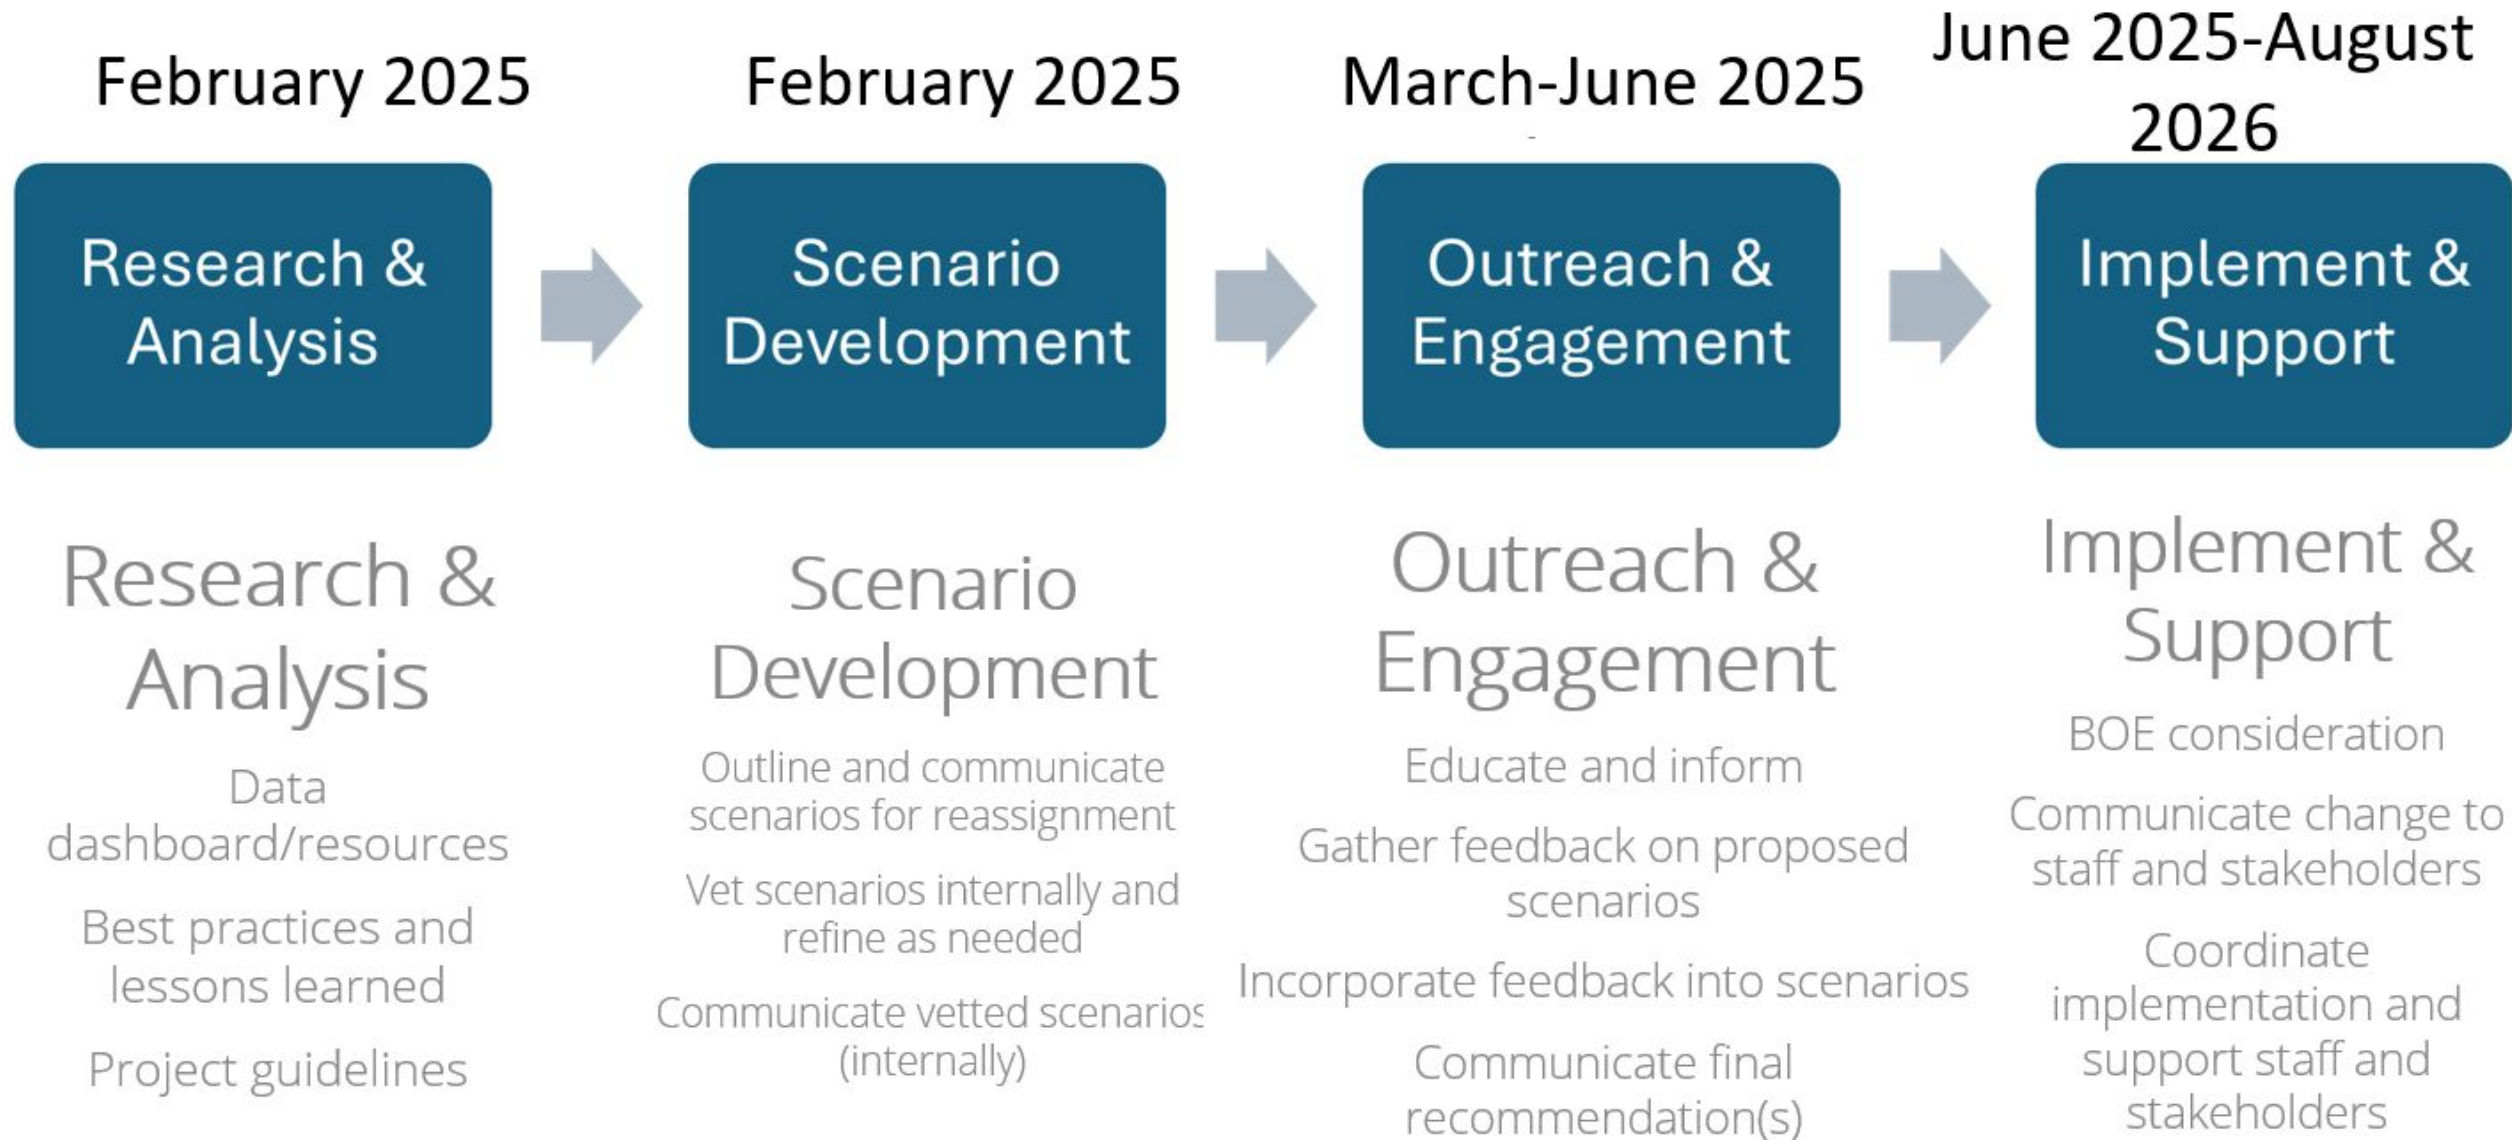 February 2025
February 2025
March-June 2025
June 2025-August
2026
Research &
Analysis
Scenario
Development
Outreach &
Engagement
Implement &
Support
Research &
Analysis
Data
dashboard/resources
Best practices and
lessons learned
Project guidelines
Scenario
Development
Outline and communicate
scenarios for reassignment
Vet scenarios internally and
refine as needed
Communicate vetted scenarios
(internally)
Outreach &
Engagement
Educate and inform
Gather feedback on proposed
scenarios
Incorporate feedback into scenarios
Communicate final
recommendation(s)
Implement &
Support
BOE consideration
Communicate change to
staff and stakeholders
Coordinate
implementation and
support staff and
stakeholders